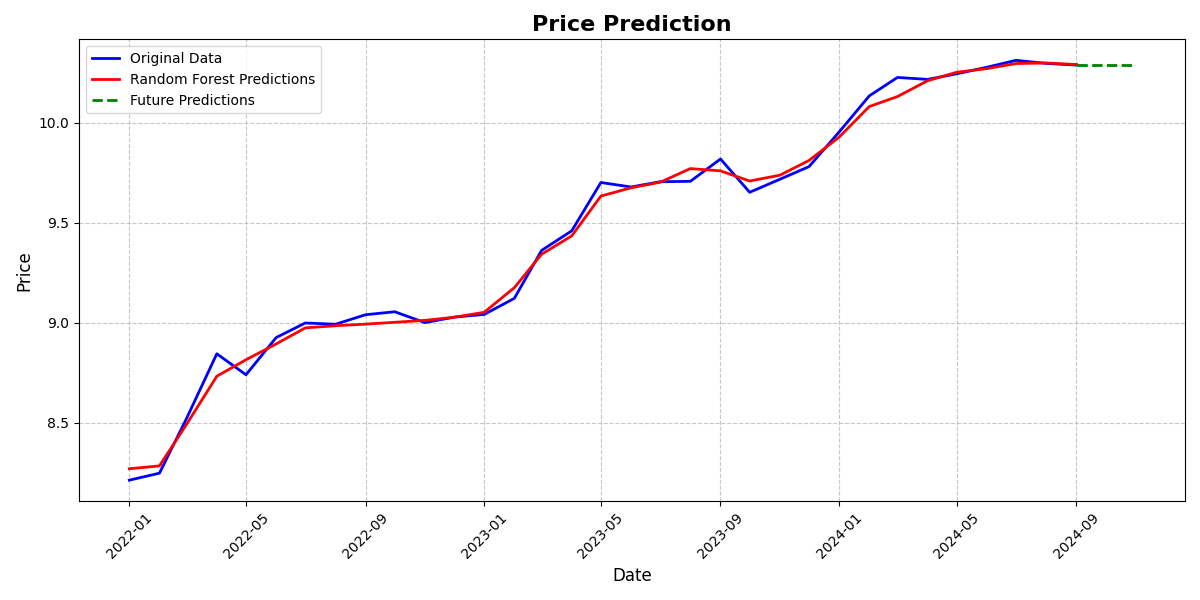 Price Prediction
Original Data
Random Forest Predictions
Future Predictions
Price
10.0
9.5
9.0
8.5
2022-01
2022-05
2022-09
2023-01
2023-05
2023-09
2024-01
2024-05
2024-09
Date